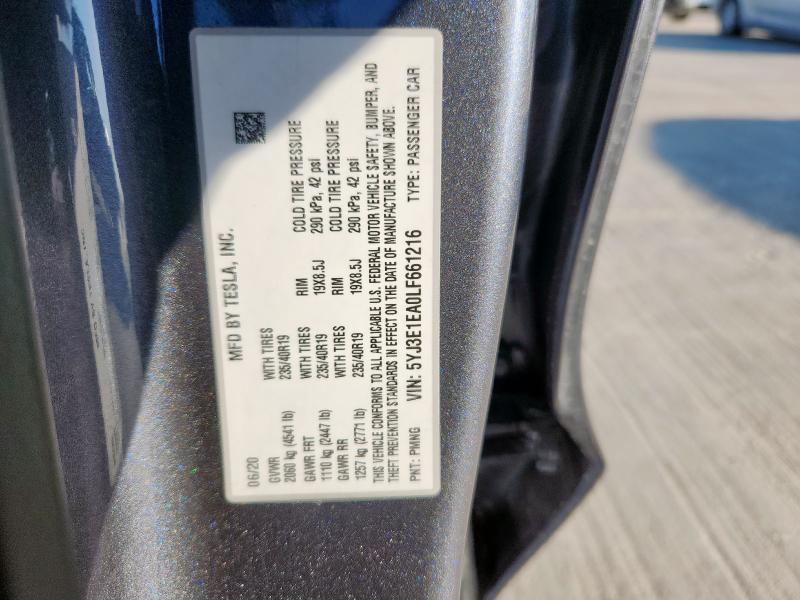 MFD BY TESLA, INC.
06/20
GVWR WITH TIRES
2060 kg (4541 lb) 235/40R19
GAWR FRT WITH TIRES RIM COLD TIRE PRESSURE
1110 kg (2447 lb) 235/40R19 19X8.5J 290 kPa, 42 psi
GAWR RR WITH TIRES RIM COLD TIRE PRESSURE
1257 kg (2771 lb) 235/40R19 19X8.5J 290 kPa, 42 psi
THIS VEHICLE CONFORMS TO ALL APPLICABLE U.S. FEDERAL MOTOR VEHICLE SAFETY, BUMPER, AND
THEFT PREVENTION STANDARDS IN EFFECT ON THE DATE OF MANUFACTURE SHOWN ABOVE.
PNT: PMNG VIN: 5YJ3E1EA0LF661216 TYPE: PASSENGER CAR